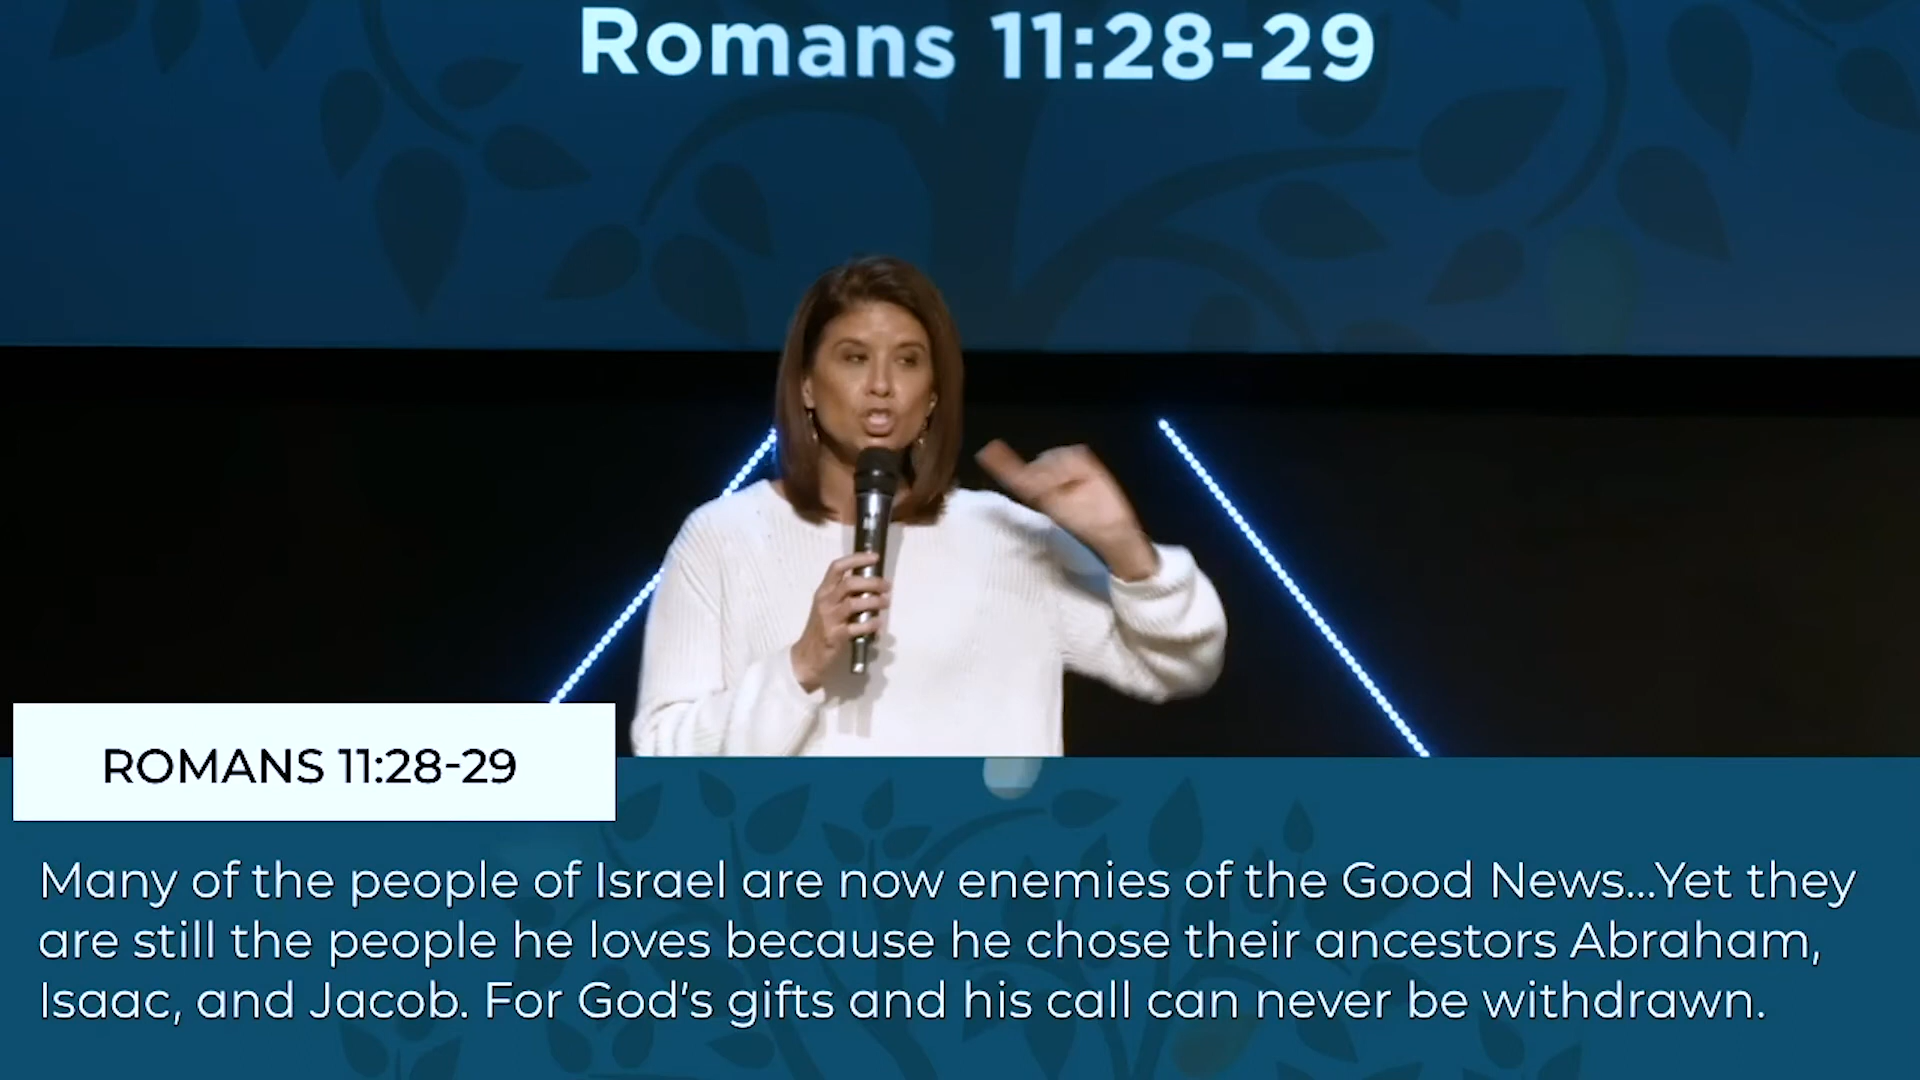 Romans 11:28-29
ROMANS 11:28-29
Many of the people of Israel are now enemies of the Good News...Yet they
are still the people he loves because he chose their ancestors Abraham,
Isaac, and Jacob. For God's gifts and his call can never be withdrawn.